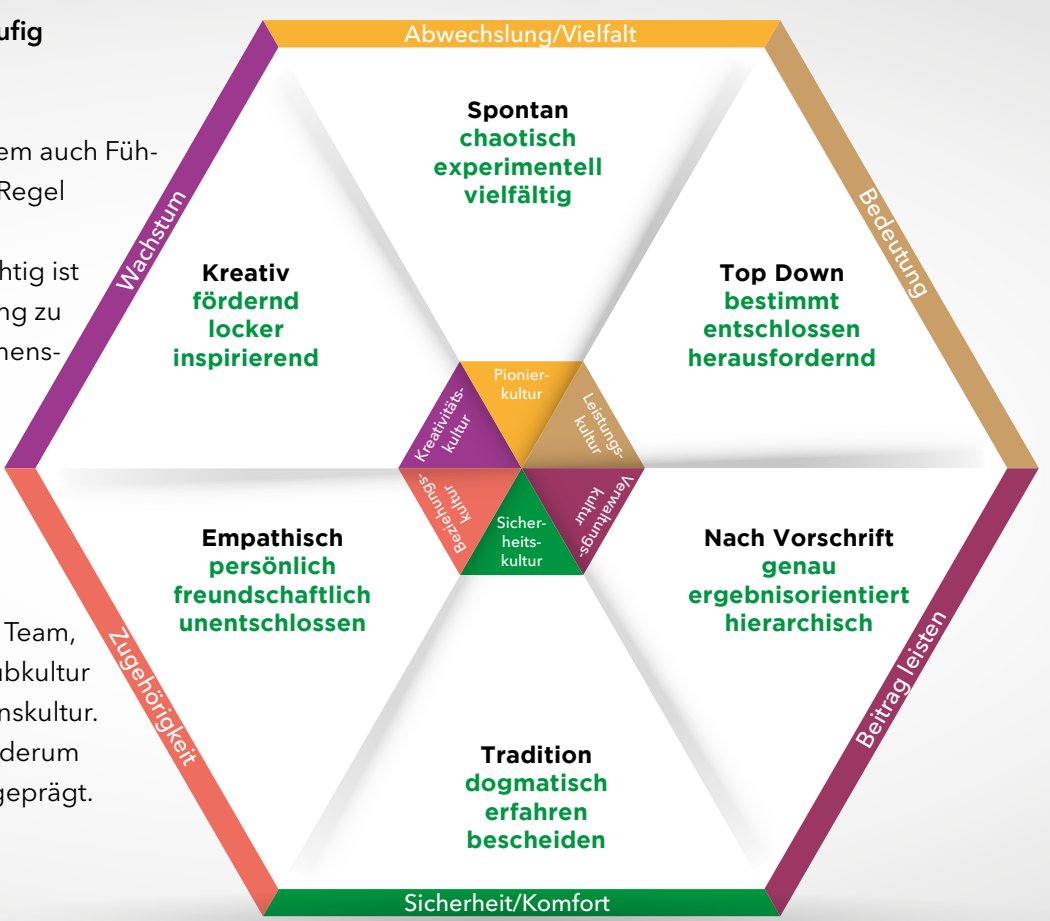 ufig
em auch Füh-
Regel
htig ist
ng zu
nens-
Team,
ubkultur
nskultur.
derum
geprägt.
Abwechslung/Vielfalt
Spontan
chaotisch
experimentell
vielfältig
Wachstum
Bedeutung
Kreativ
fördernd
locker
inspirierend
Top Down
bestimmt
entschlossen
herausfordernd
Pionier-
kultur
Kreativitäts-
kultur
Leistungs-
kultur
Beziehungs-
kultur
Sicher-
heits-
kultur
Verwaltungs-
kultur
Empathisch
persönlich
freundschaftlich
unentschlossen
Nach Vorschrift
genau
ergebnisorientiert
hierarchisch
Zugehörigkeit
Beitrag leisten
Tradition
dogmatisch
erfahren
bescheiden
Sicherheit/Komfort